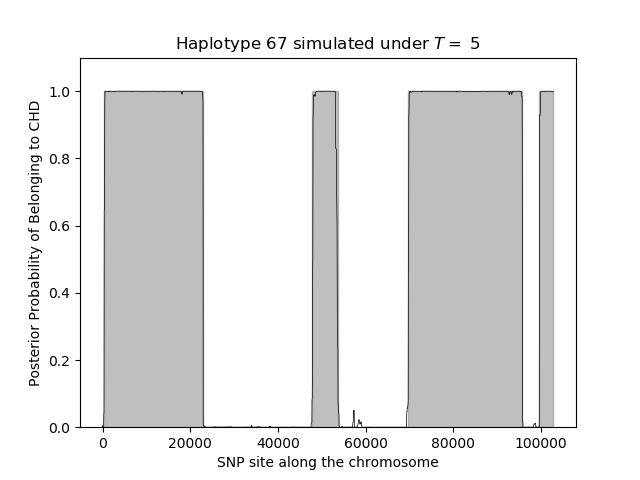 Haplotype 67 simulated under T = 5
Posterior Probability of Belonging to CHD
1.0
0.8
0.6
0.4
0.2
0.0
0 20000 40000 60000 80000 100000
SNP site along the chromosome